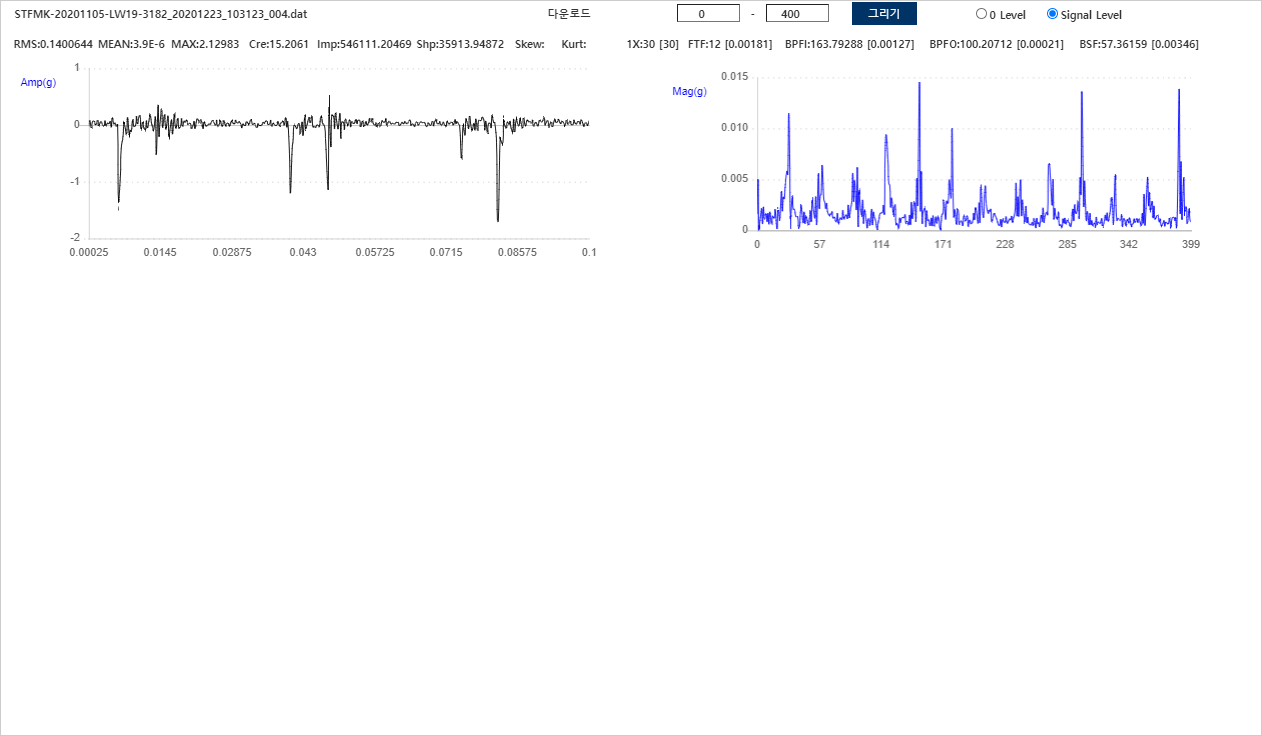 STFMK-20201105-LW19-3182_20201223_103123_004.dat 다운로드 0 - 400 그리기 0 Level Signal Level
RMS:0.1400644 MEAN:3.9E-6 MAX:2.12983 Cre:15.2061 Imp:546111.20469 Shp:35913.94872 Skew: Kurt: 1X:30 [30] FTF:12 [0.00181] BPFI:163.79288 [0.00127] BPFO:100.20712 [0.00021] BSF:57.36159 [0.00346]
Amp(g)
1
0
-1
-2
0.00025 0.0145 0.02875 0.043 0.05725 0.0715 0.08575 0.1
Mag(g)
0.015
0.010
0.005
0
0 57 114 171 228 285 342 399